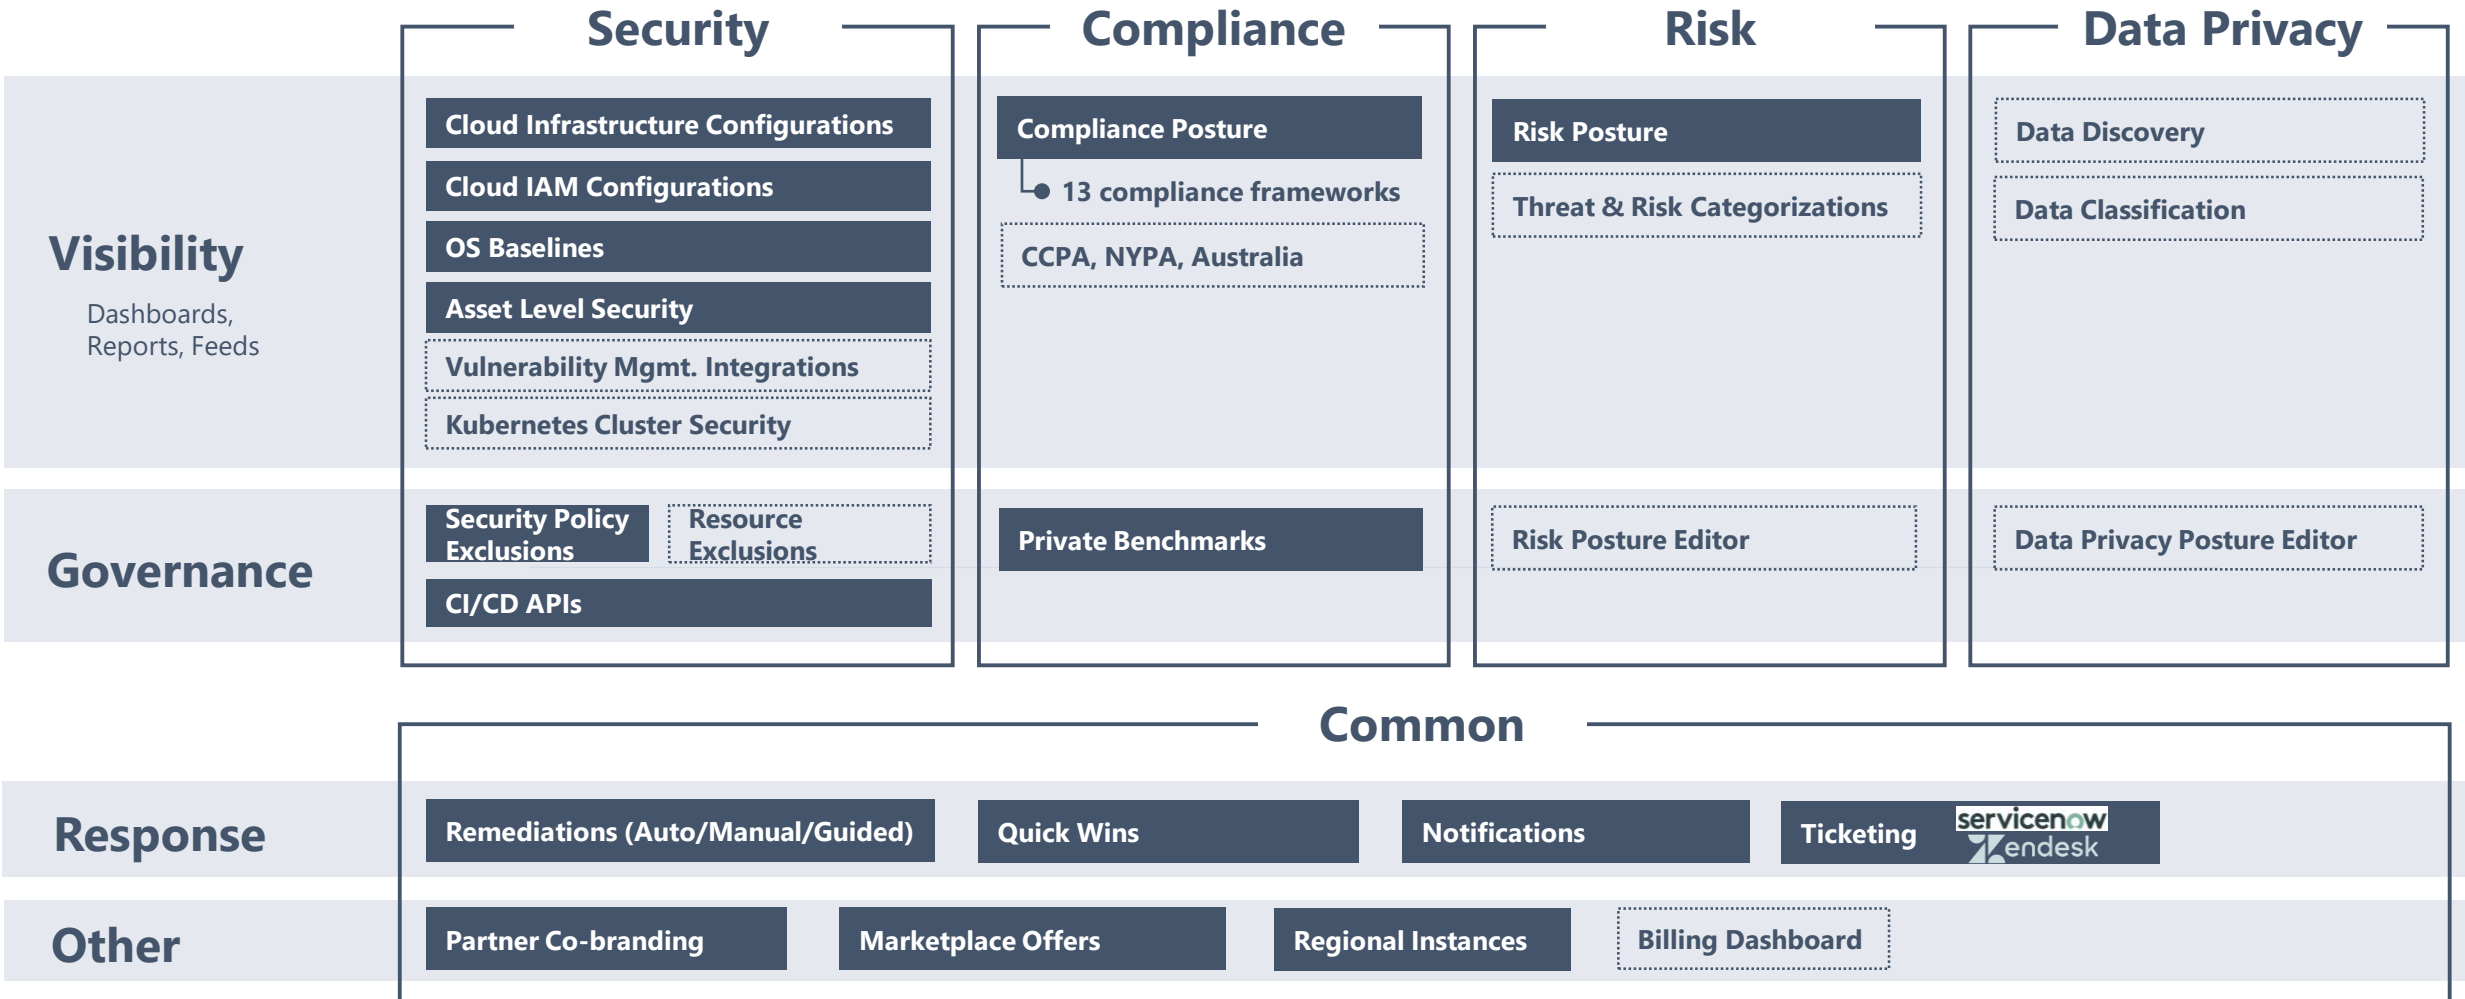 Security
Compliance
Risk
Data Privacy
Visibility
Dashboards,
Reports, Feeds
Cloud Infrastructure Configurations
Cloud IAM Configurations
OS Baselines
Asset Level Security
Vulnerability Mgmt. Integrations
Kubernetes Cluster Security
Compliance Posture
13 compliance frameworks
CCPA, NYPA, Australia
Risk Posture
Threat & Risk Categorizations
Data Discovery
Data Classification
Governance
Security Policy
Exclusions
Resource
Exclusions
CI/CD APIs
Private Benchmarks
Risk Posture Editor
Data Privacy Posture Editor
Common
Response
Remediations (Auto/Manual/Guided)
Quick Wins
Notifications
Ticketing
servicenow
zendesk
Other
Partner Co-branding
Marketplace Offers
Regional Instances
Billing Dashboard